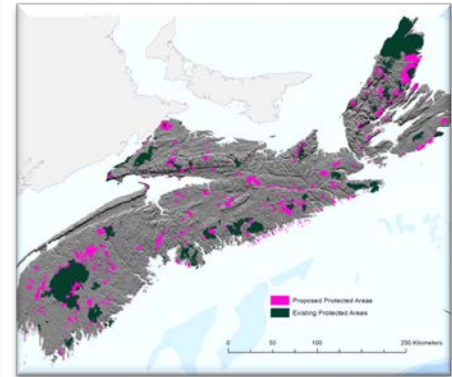 Proposed Protected Areas
Existing Protected Areas
0 50 100 200 Kilometers